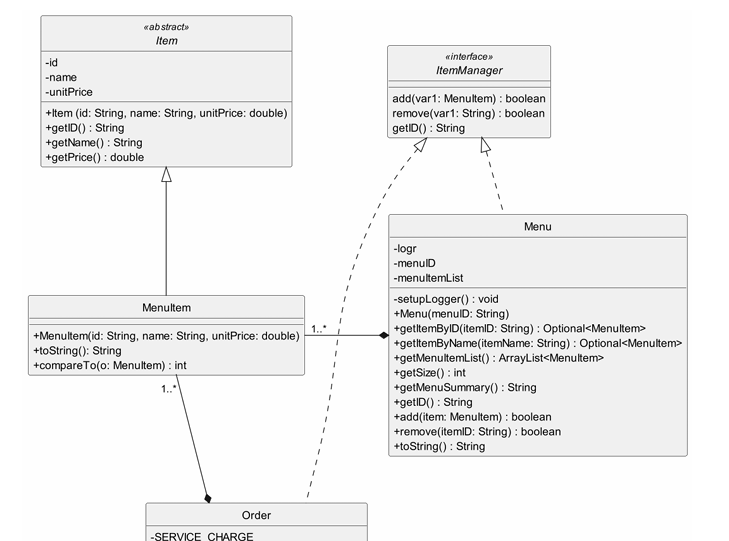 «abstract»
Item
-id
-name
-unitPrice
+Item (id: String, name: String, unitPrice: double)
+getID() : String
+getName() : String
+getPrice() : double
«interface»
ItemManager
add(var1: MenuItem) : boolean
remove(var1: String) : boolean
getID() : String
Menu
-logr
-menuID
-menuItemList
-setupLogger() : void
+Menu(menuID: String)
+getItemByID(itemID: String) : Optional<MenuItem>
+getItemByName(itemName: String) : Optional<MenuItem>
+getMenuItemList() : ArrayList<MenuItem>
+getSize() : int
+getMenuSummary() : String
+getID() : String
+add(item: MenuItem) : boolean
+remove(itemID: String) : boolean
+toString() : String
MenuItem
+MenuItem(id: String, name: String, unitPrice: double)
+toString(): String
+compareTo(o: MenuItem) : int
1..*
1..*
Order
-SERVICE_CHARGE